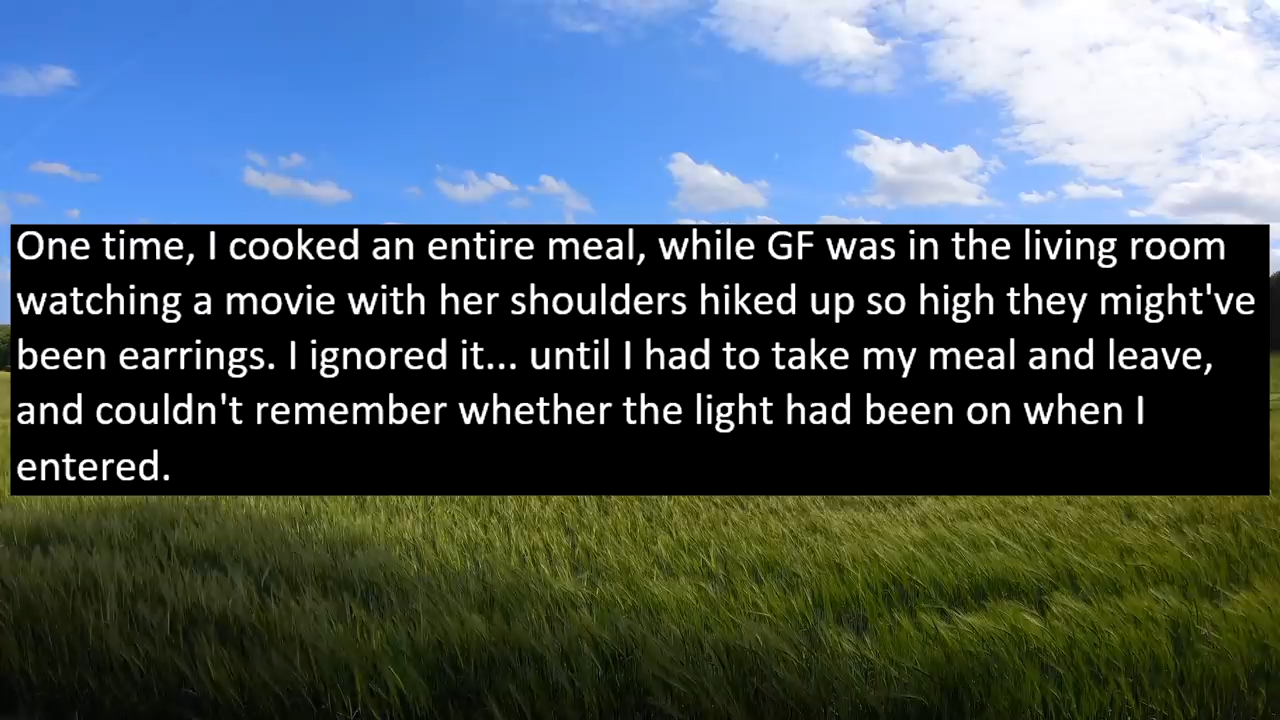 One time, I cooked an entire meal, while GF was in the living room
watching a movie with her shoulders hiked up so high they might've
been earrings. I ignored it... until I had to take my meal and leave,
and couldn't remember whether the light had been on when I
entered.